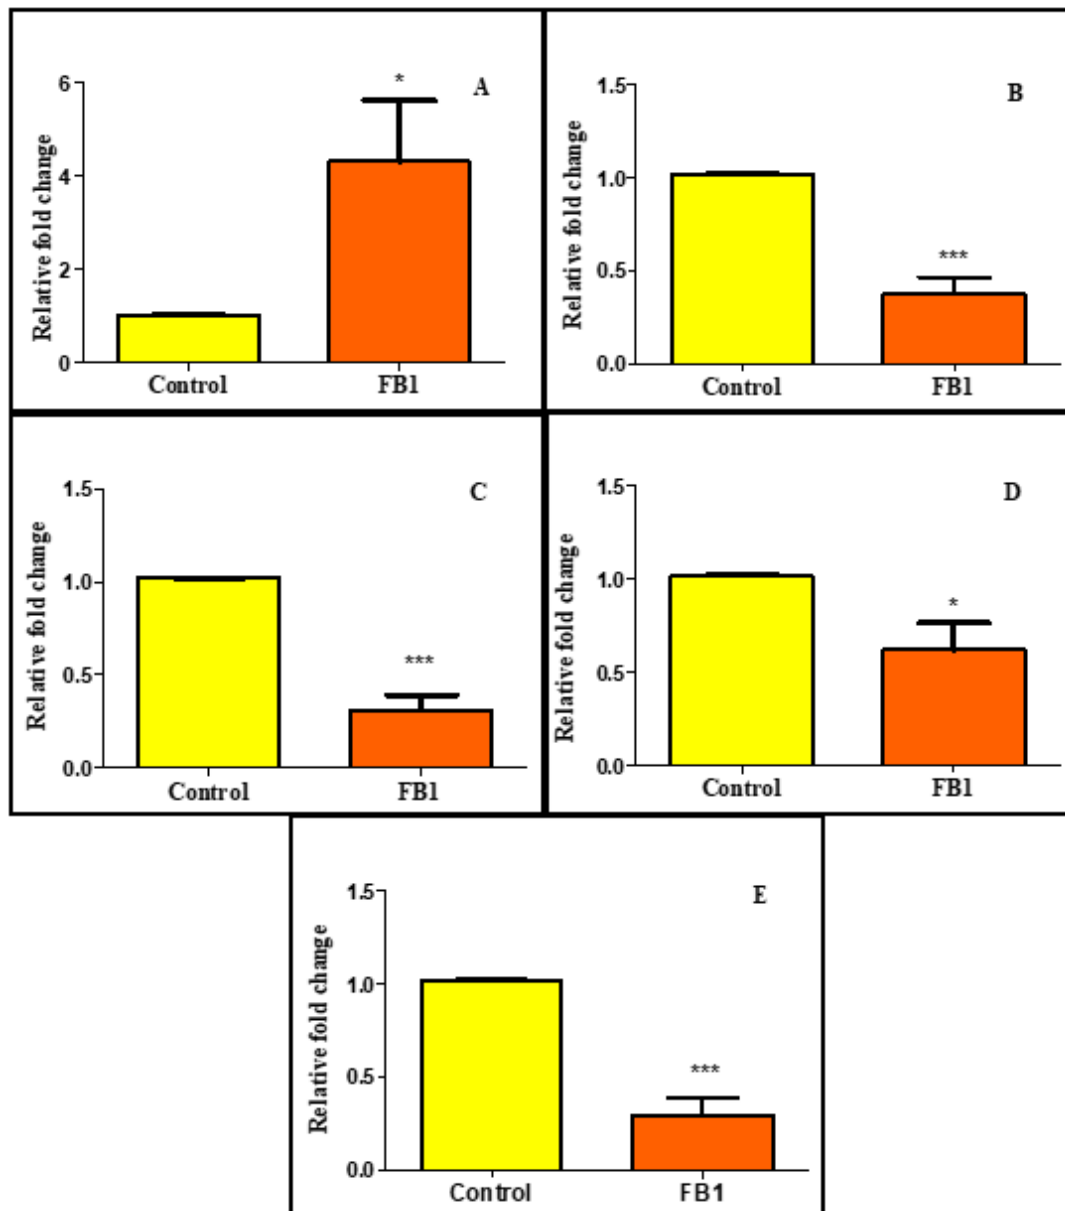 A
*
6
4
2
0
Relative fold change
Control
FB1
B
1.5
1.0
0.5
0.0
Relative fold change
***
Control
FB1
C
1.5
1.0
0.5
0.0
Relative fold change
***
Control
FB1
D
1.5
1.0
0.5
0.0
Relative fold change
*
Control
FB1
E
1.5
1.0
0.5
0.0
Relative fold change
***
Control
FB1